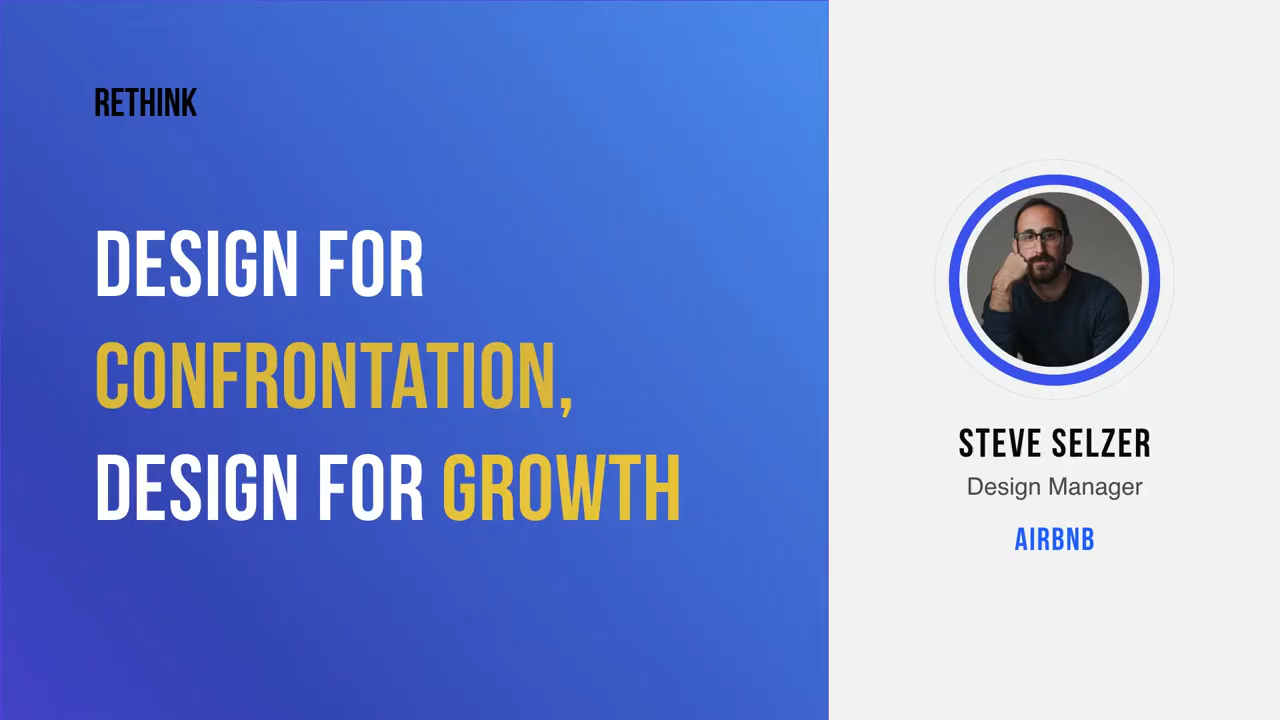 RETHINK
DESIGN FOR
CONFRONTATION,
DESIGN FOR GROWTH
STEVE SELZER
Design Manager
AIRBNB